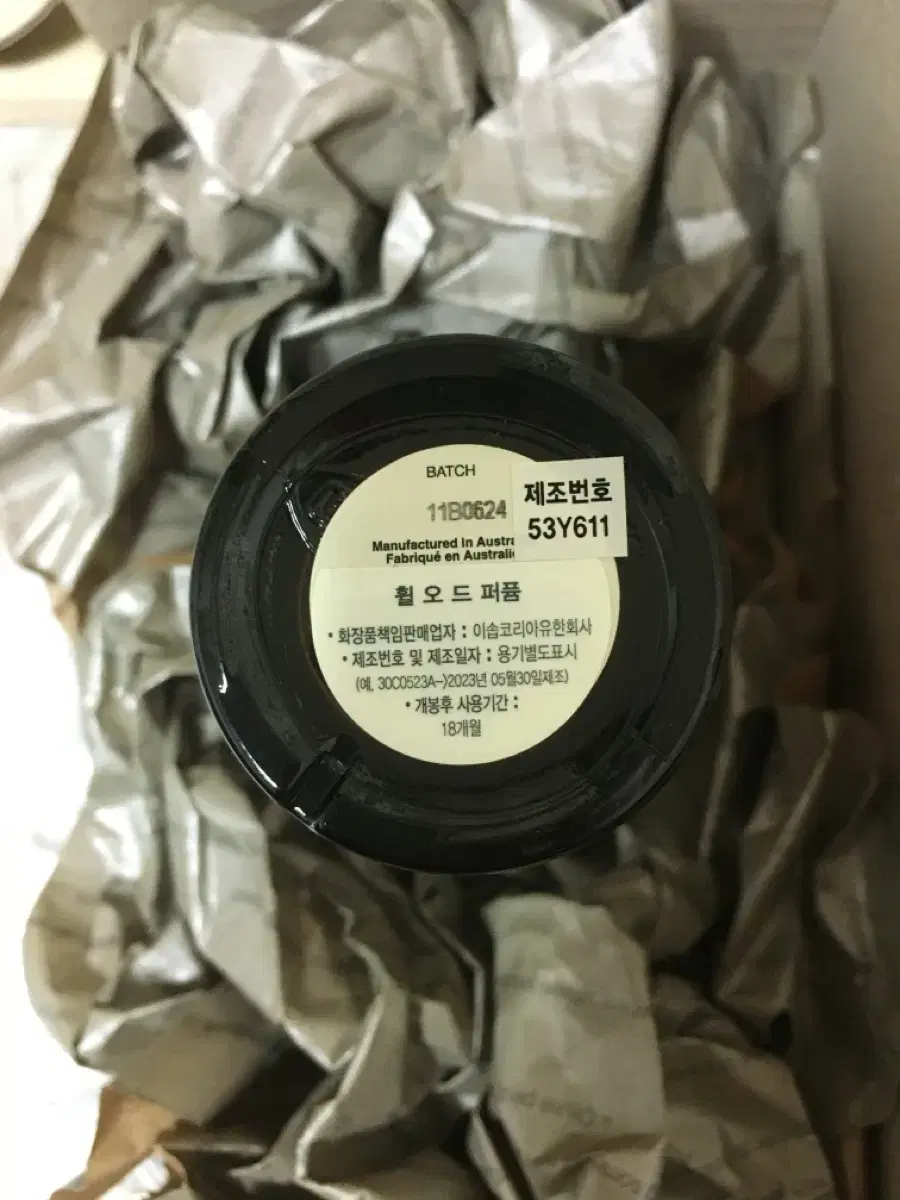 BATCH
11B0624
제조번호
53Y611
Manufactured in
Fabriqué en Australie
휠 오 드 퍼퓸
• 화장품책임판매업자 : 이솝코리아유한회사
• 제조번호 및 제조일자 : 용기별도표시
(예, 30C0523A→)2023년 05월30일제조)
• 개봉후 사용기간 :
18개월